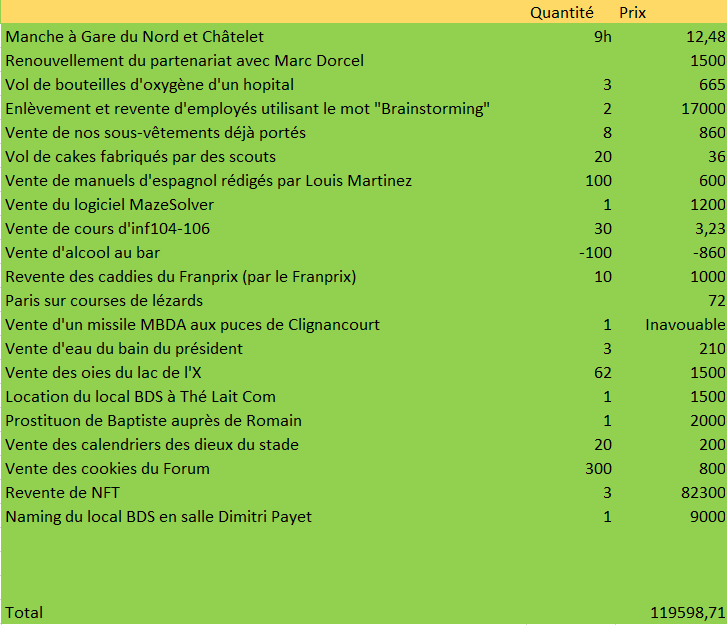 Quantité Prix
Manche à Gare du Nord et Châtelet 9h 12,48
Renouvellement du partenariat avec Marc Dorcel 1500
Vol de bouteilles d'oxygène d'un hopital 3 665
Enlèvement et revente d'employés utilisant le mot "Brainstorming" 2 17000
Vente de nos sous-vêtements déjà portés 8 860
Vol de cakes fabriqués par des scouts 20 36
Vente de manuels d'espagnol rédigés par Louis Martinez 100 600
Vente du logiciel MazeSolver 1 1200
Vente de cours d'inf104-106 30 3,23
Vente d'alcool au bar -100 -860
Revente des caddies du Franprix (par le Franprix) 10 1000
Paris sur courses de lézards 72
Vente d'un missile MBDA aux puces de Clignancourt 1 Inavouable
Vente d'eau du bain du président 3 210
Vente des oies du lac de l'X 62 1500
Location du local BDS à Thé Lait Com 1 1500
Prostituon de Baptiste auprès de Romain 1 2000
Vente des calendriers des dieux du stade 20 200
Vente des cookies du Forum 300 800
Revente de NFT 3 82300
Naming du local BDS en salle Dimitri Payet 1 9000
Total 119598,71